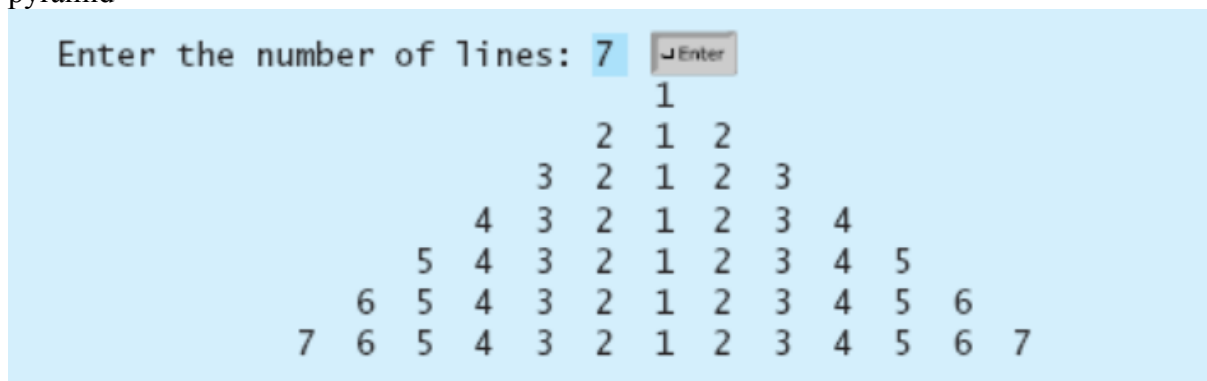 pyramid
Enter the number of lines: 7 ↵Enter
1
2 1 2
3 2 1 2 3
4 3 2 1 2 3 4
5 4 3 2 1 2 3 4 5
6 5 4 3 2 1 2 3 4 5 6
7 6 5 4 3 2 1 2 3 4 5 6 7